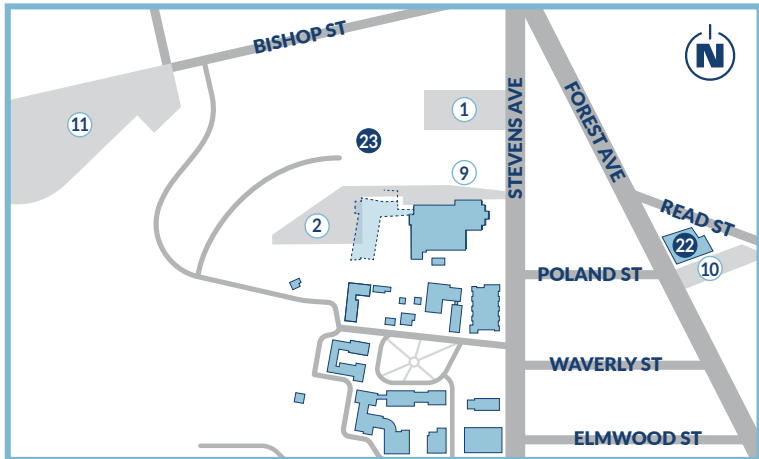 BISHOP ST
N
STEVENS AVE
FOREST AVE
1
11
23
9
READ ST
2
22
10
POLAND ST
WAVERLY ST
ELMWOOD ST